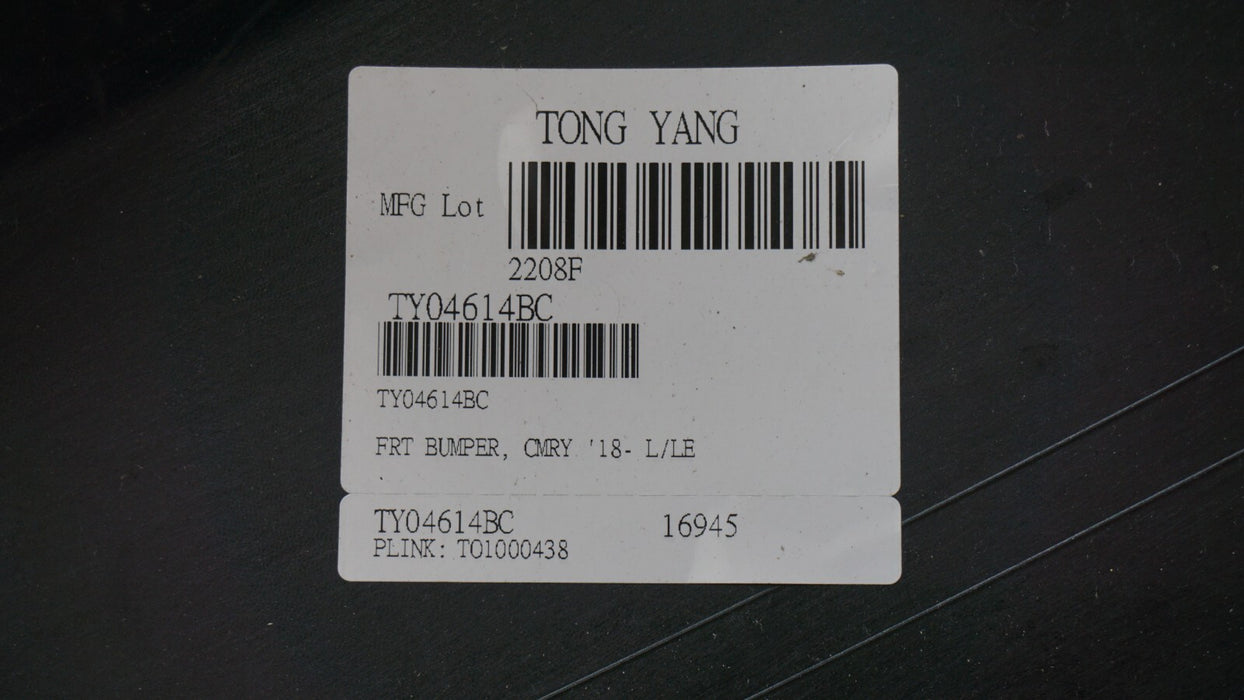 TONG YANG
MFG Lot
2208F
TY04614BC
TY04614BC
FRT BUMPER, CMRY '18- L/LE
TY04614BC 16945
PLINK: TO1000438